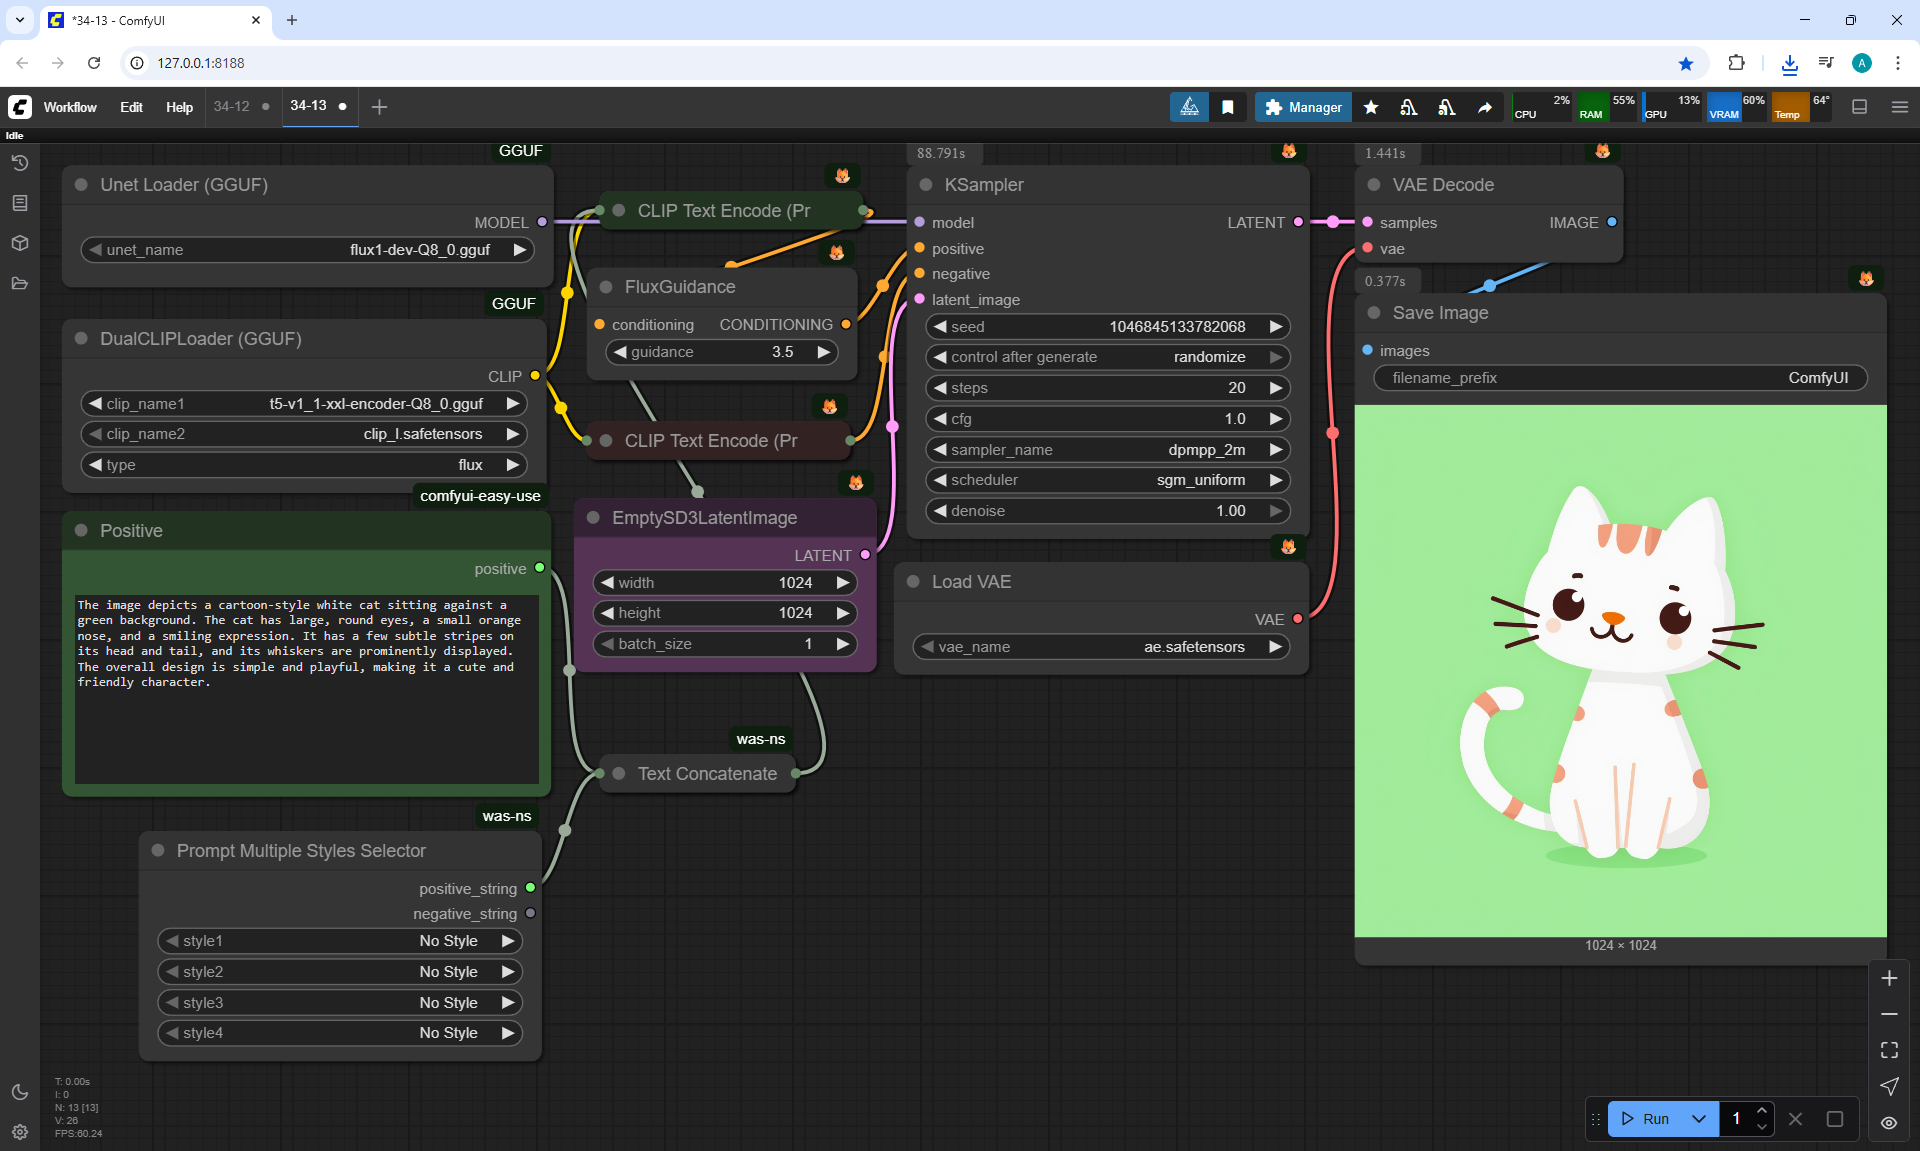 *34-13 - ComfyUI
127.0.0.1:8188
A
Workflow Edit Help 34-12 34-13
Manager
CPU 2% RAM 55% GPU 13% VRAM 60% Temp 64°
Idle
GGUF
Unet Loader (GGUF)
MODEL
unet_name flux1-dev-Q8_0.gguf
GGUF
DualCLIPLoader (GGUF)
CLIP
clip_name1 t5-v1_1-xxl-encoder-Q8_0.gguf
clip_name2 clip_l.safetensors
type flux
comfyui-easy-use
Positive
positive
The image depicts a cartoon-style white cat sitting against a
green background. The cat has large, round eyes, a small orange
nose, and a smiling expression. It has a few subtle stripes on
its head and tail, and its whiskers are prominently displayed.
The overall design is simple and playful, making it a cute and
friendly character.
was-ns
Prompt Multiple Styles Selector
positive_string
negative_string
style1 No Style
style2 No Style
style3 No Style
style4 No Style
CLIP Text Encode (Pr
FluxGuidance
conditioning CONDITIONING
guidance 3.5
CLIP Text Encode (Pr
EmptySD3LatentImage
LATENT
width 1024
height 1024
batch_size 1
was-ns
Text Concatenate
88.791s
KSampler
model LATENT
positive
negative
latent_image
seed 1046845133782068
control after generate randomize
steps 20
cfg 1.0
sampler_name dpmpp_2m
scheduler sgm_uniform
denoise 1.00
Load VAE
VAE
vae_name ae.safetensors
1.441s
VAE Decode
samples IMAGE
vae
0.377s
Save Image
images
filename_prefix ComfyUI
1024 × 1024
T: 0.00s
I: 0
N: 13 [13]
V: 26
FPS:60.24
Run 1